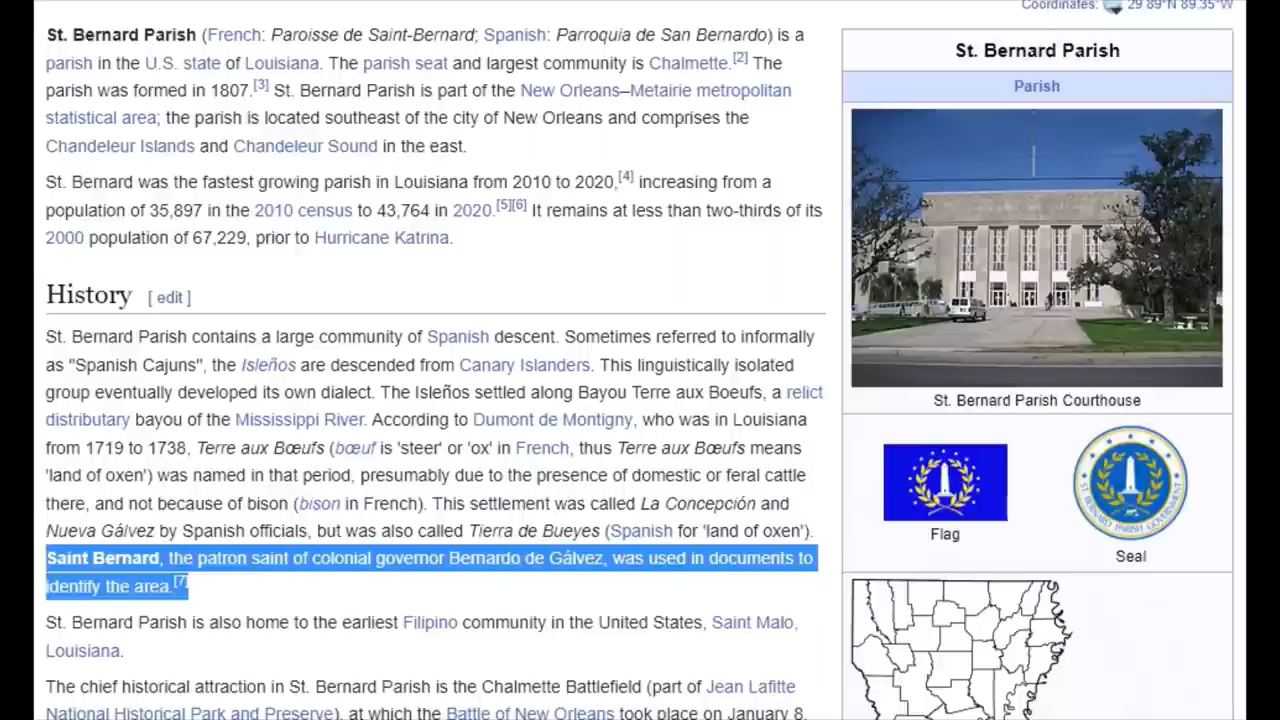 Coordinates: 29.89°N 89.35°W
St. Bernard Parish (French: Paroisse de Saint-Bernard; Spanish: Parroquia de San Bernardo) is a
parish in the U.S. state of Louisiana. The parish seat and largest community is Chalmette.[2] The
parish was formed in 1807.[3] St. Bernard Parish is part of the New Orleans–Metairie metropolitan
statistical area; the parish is located southeast of the city of New Orleans and comprises the
Chandeleur Islands and Chandeleur Sound in the east.
St. Bernard was the fastest growing parish in Louisiana from 2010 to 2020,[4] increasing from a
population of 35,897 in the 2010 census to 43,764 in 2020.[5][6] It remains at less than two-thirds of its
2000 population of 67,229, prior to Hurricane Katrina.
History [ edit ]
St. Bernard Parish contains a large community of Spanish descent. Sometimes referred to informally
as "Spanish Cajuns", the Isleños are descended from Canary Islanders. This linguistically isolated
group eventually developed its own dialect. The Isleños settled along Bayou Terre aux Boeufs, a relict
distributary bayou of the Mississippi River. According to Dumont de Montigny, who was in Louisiana
from 1719 to 1738, Terre aux Bœufs (bœuf is 'steer' or 'ox' in French, thus Terre aux Bœufs means
'land of oxen') was named in that period, presumably due to the presence of domestic or feral cattle
there, and not because of bison (bison in French). This settlement was called La Concepción and
Nueva Gálvez by Spanish officials, but was also called Tierra de Bueyes (Spanish for 'land of oxen').
Saint Bernard, the patron saint of colonial governor Bernardo de Gálvez, was used in documents to
identify the area.[7]
St. Bernard Parish is also home to the earliest Filipino community in the United States, Saint Malo,
Louisiana.
The chief historical attraction in St. Bernard Parish is the Chalmette Battlefield (part of Jean Lafitte
National Historical Park and Preserve), at which the Battle of New Orleans took place on January 8,
St. Bernard Parish
Parish
St. Bernard Parish Courthouse
Flag
ST. BERNARD PARISH GOVERNMENT
Seal